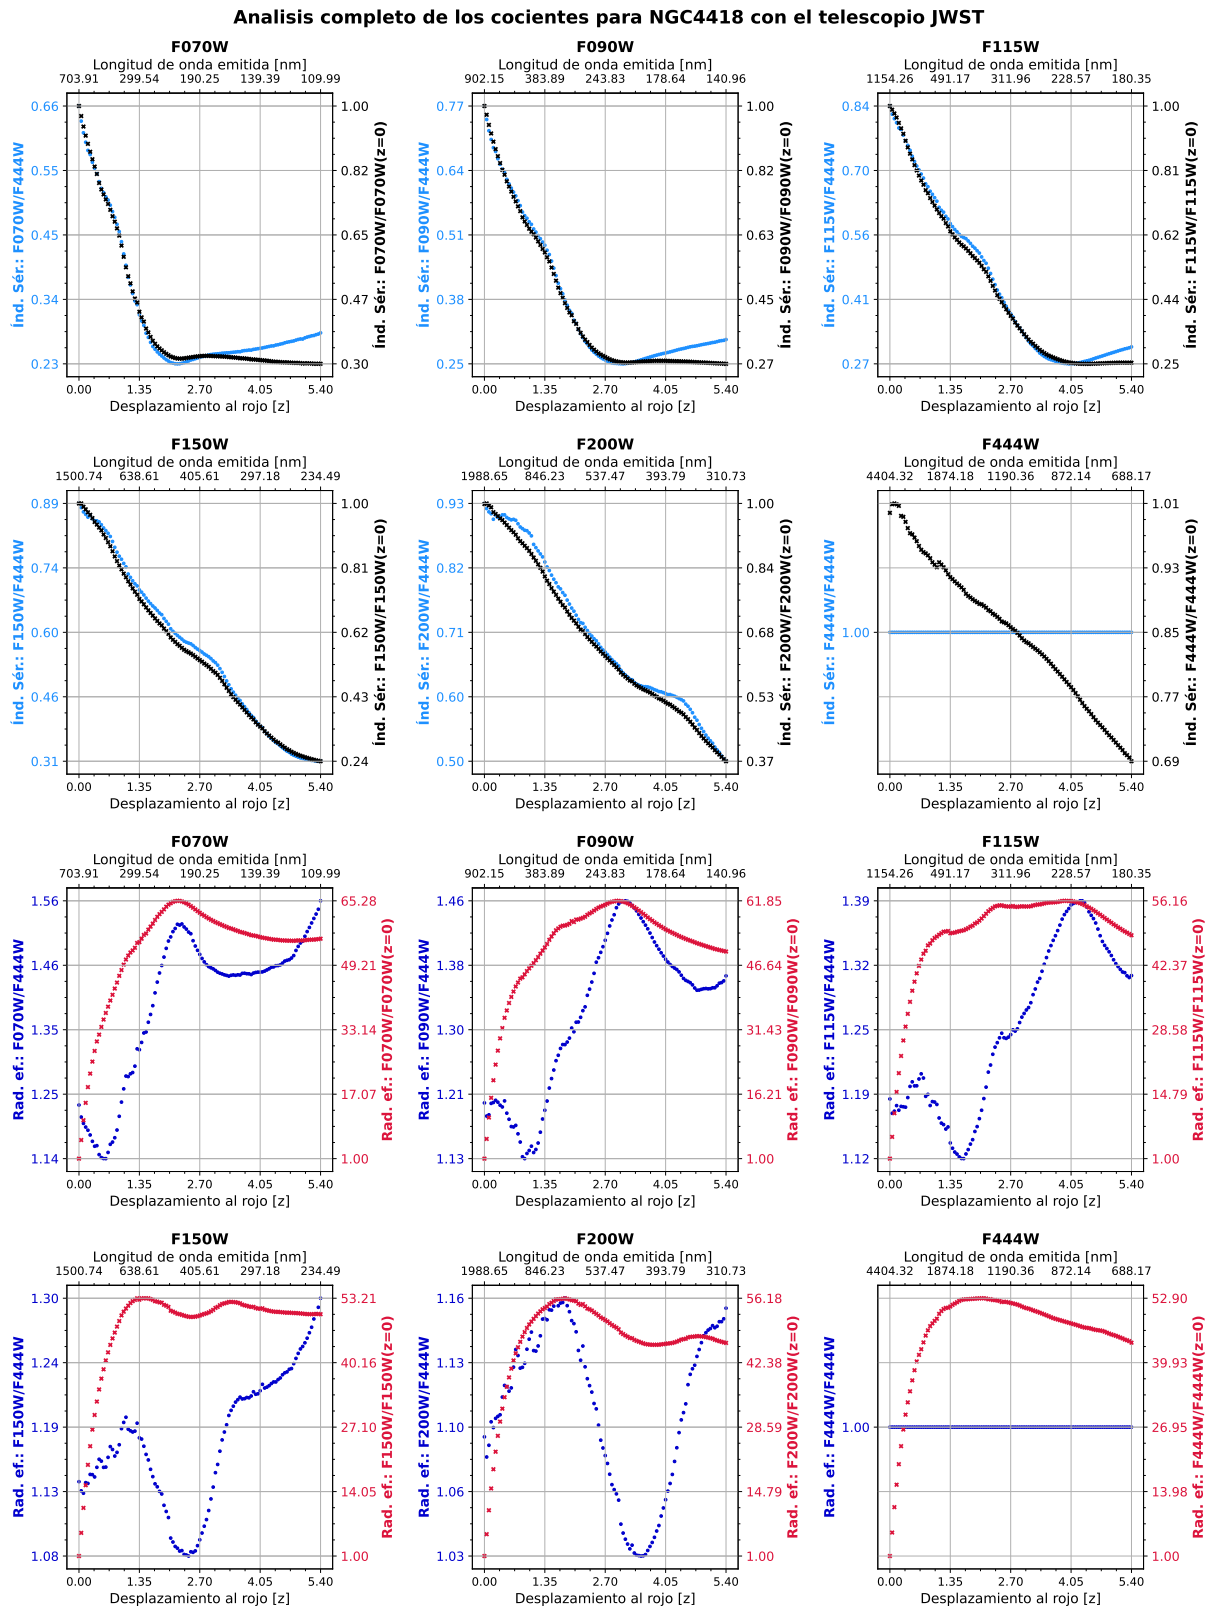 Analisis completo de los cocientes para NGC4418 con el telescopio JWST
F070W
Longitud de onda emitida [nm]
703.91 299.54 190.25 139.39 109.99
Índ. Sér.: F070W/F444W
0.66 0.55 0.45 0.34 0.23
1.00 0.82 0.65 0.47 0.30
Índ. Sér.: F070W/F070W(z=0)
0.00 1.35 2.70 4.05 5.40
Desplazamiento al rojo [z]
F090W
Longitud de onda emitida [nm]
902.15 383.89 243.83 178.64 140.96
Índ. Sér.: F090W/F444W
0.77 0.64 0.51 0.38 0.25
1.00 0.82 0.63 0.45 0.27
Índ. Sér.: F090W/F090W(z=0)
0.00 1.35 2.70 4.05 5.40
Desplazamiento al rojo [z]
F115W
Longitud de onda emitida [nm]
1154.26 491.17 311.96 228.57 180.35
Índ. Sér.: F115W/F444W
0.84 0.70 0.56 0.41 0.27
1.00 0.81 0.62 0.44 0.25
Índ. Sér.: F115W/F115W(z=0)
0.00 1.35 2.70 4.05 5.40
Desplazamiento al rojo [z]
F150W
Longitud de onda emitida [nm]
1500.74 638.61 405.61 297.18 234.49
Índ. Sér.: F150W/F444W
0.89 0.74 0.60 0.46 0.31
1.00 0.81 0.62 0.43 0.24
Índ. Sér.: F150W/F150W(z=0)
0.00 1.35 2.70 4.05 5.40
Desplazamiento al rojo [z]
F200W
Longitud de onda emitida [nm]
1988.65 846.23 537.47 393.79 310.73
Índ. Sér.: F200W/F444W
0.93 0.82 0.71 0.60 0.50
1.00 0.84 0.68 0.53 0.37
Índ. Sér.: F200W/F200W(z=0)
0.00 1.35 2.70 4.05 5.40
Desplazamiento al rojo [z]
F444W
Longitud de onda emitida [nm]
4404.32 1874.18 1190.36 872.14 688.17
Índ. Sér.: F444W/F444W
1.00
1.01 0.93 0.85 0.77 0.69
Índ. Sér.: F444W/F444W(z=0)
0.00 1.35 2.70 4.05 5.40
Desplazamiento al rojo [z]
F070W
Longitud de onda emitida [nm]
703.91 299.54 190.25 139.39 109.99
Rad. ef.: F070W/F444W
1.56 1.46 1.35 1.25 1.14
65.28 49.21 33.14 17.07 1.00
Rad. ef.: F070W/F070W(z=0)
0.00 1.35 2.70 4.05 5.40
Desplazamiento al rojo [z]
F090W
Longitud de onda emitida [nm]
902.15 383.89 243.83 178.64 140.96
Rad. ef.: F090W/F444W
1.46 1.38 1.30 1.21 1.13
61.85 46.64 31.43 16.21 1.00
Rad. ef.: F090W/F090W(z=0)
0.00 1.35 2.70 4.05 5.40
Desplazamiento al rojo [z]
F115W
Longitud de onda emitida [nm]
1154.26 491.17 311.96 228.57 180.35
Rad. ef.: F115W/F444W
1.39 1.32 1.25 1.19 1.12
56.16 42.37 28.58 14.79 1.00
Rad. ef.: F115W/F115W(z=0)
0.00 1.35 2.70 4.05 5.40
Desplazamiento al rojo [z]
F150W
Longitud de onda emitida [nm]
1500.74 638.61 405.61 297.18 234.49
Rad. ef.: F150W/F444W
1.30 1.24 1.19 1.13 1.08
53.21 40.16 27.10 14.05 1.00
Rad. ef.: F150W/F150W(z=0)
0.00 1.35 2.70 4.05 5.40
Desplazamiento al rojo [z]
F200W
Longitud de onda emitida [nm]
1988.65 846.23 537.47 393.79 310.73
Rad. ef.: F200W/F444W
1.16 1.13 1.10 1.06 1.03
56.18 42.38 28.59 14.79 1.00
Rad. ef.: F200W/F200W(z=0)
0.00 1.35 2.70 4.05 5.40
Desplazamiento al rojo [z]
F444W
Longitud de onda emitida [nm]
4404.32 1874.18 1190.36 872.14 688.17
Rad. ef.: F444W/F444W
1.00
52.90 39.93 26.95 13.98 1.00
Rad. ef.: F444W/F444W(z=0)
0.00 1.35 2.70 4.05 5.40
Desplazamiento al rojo [z]